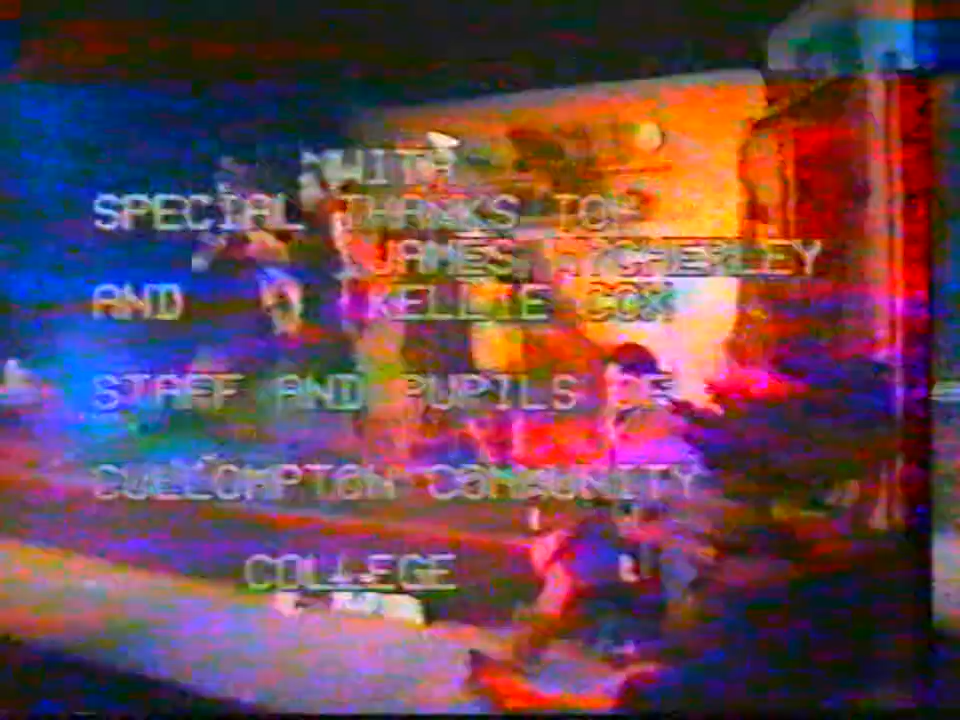 WITH
SPECIAL THANKS TO:
JAMES WYCHERLEY
AND KELLIE COX
STAFF AND PUPILS OF
CULLOMPTON COMMUNITY
COLLEGE